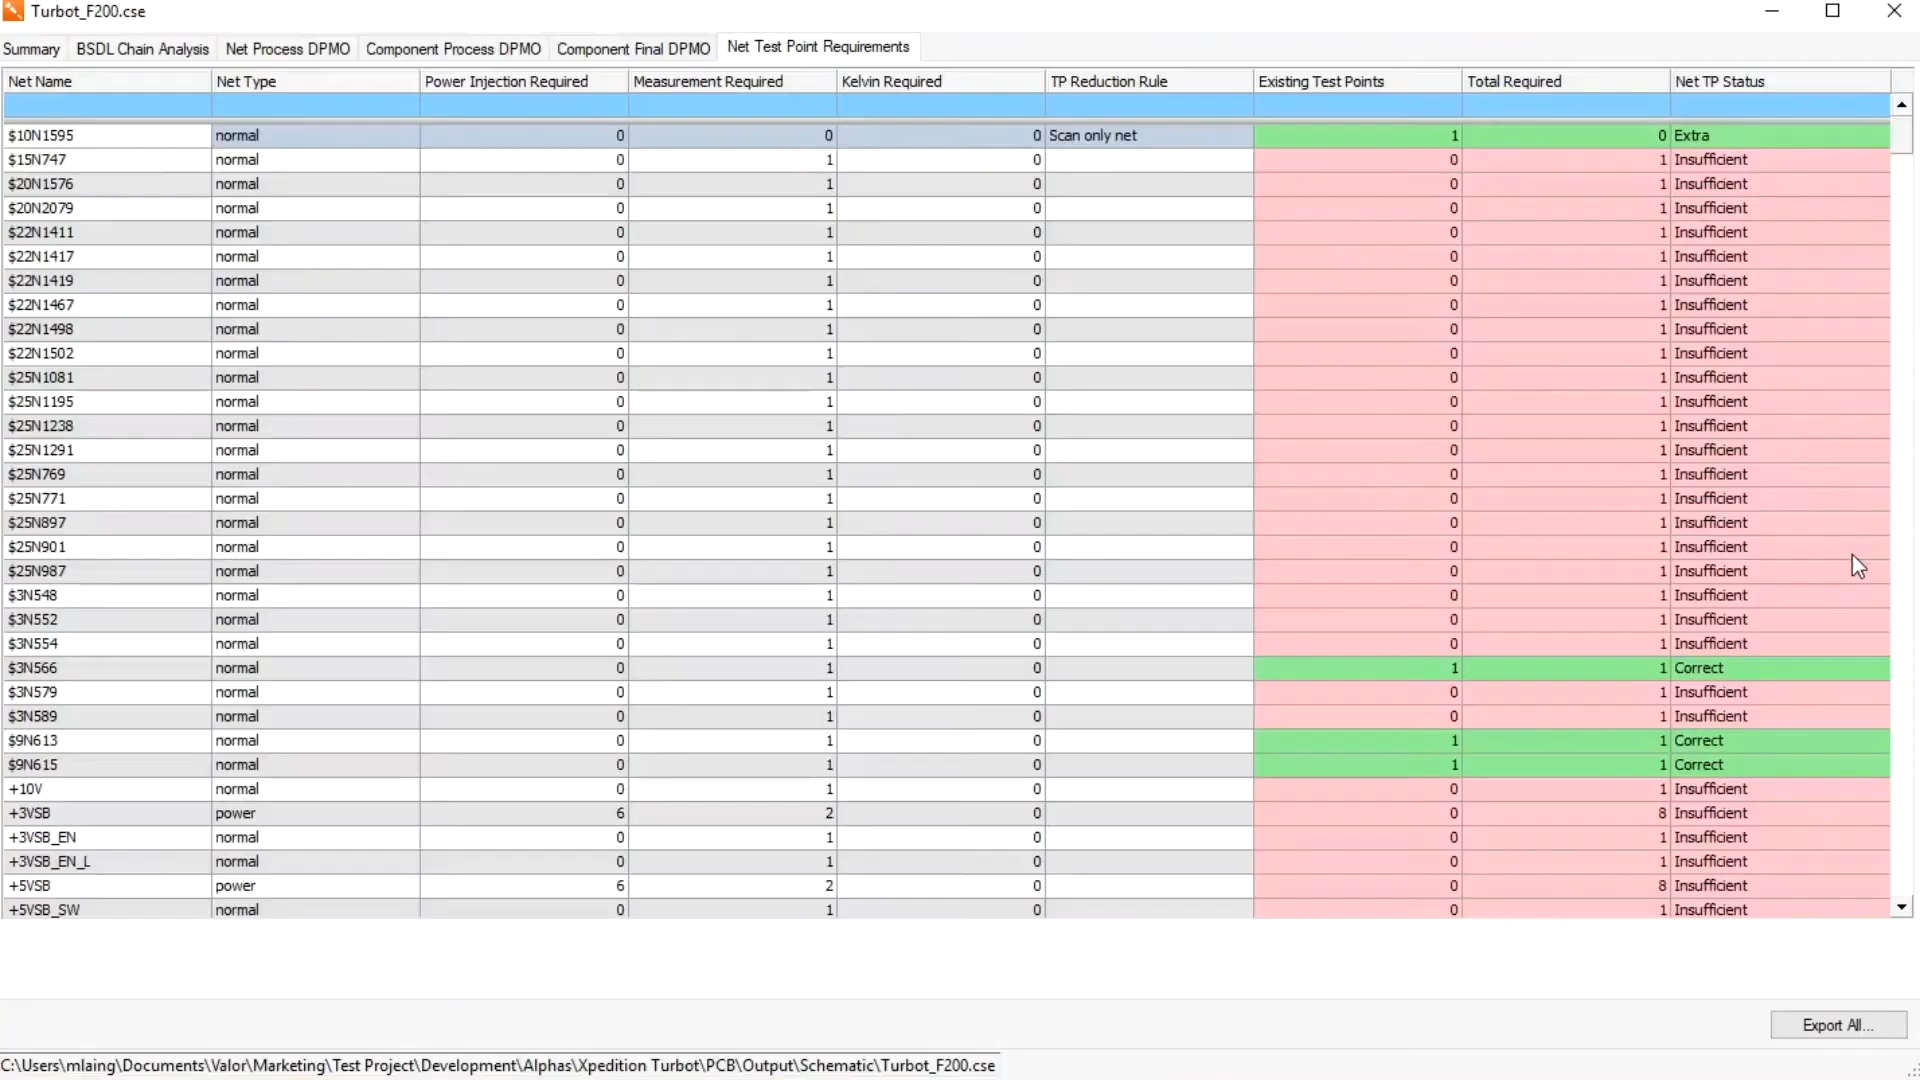 Turbot_F200.cse
Summary BSDL Chain Analysis Net Process DPMO Component Process DPMO Component Final DPMO Net Test Point Requirements
Net Name Net Type Power Injection Required Measurement Required Kelvin Required TP Reduction Rule Existing Test Points Total Required Net TP Status
$10N1595 normal 0 0 0 Scan only net 1 0 Extra
$15N747 normal 0 1 0 0 1 Insufficient
$20N1576 normal 0 1 0 0 1 Insufficient
$20N2079 normal 0 1 0 0 1 Insufficient
$22N1411 normal 0 1 0 0 1 Insufficient
$22N1417 normal 0 1 0 0 1 Insufficient
$22N1419 normal 0 1 0 0 1 Insufficient
$22N1467 normal 0 1 0 0 1 Insufficient
$22N1498 normal 0 1 0 0 1 Insufficient
$22N1502 normal 0 1 0 0 1 Insufficient
$25N1081 normal 0 1 0 0 1 Insufficient
$25N1195 normal 0 1 0 0 1 Insufficient
$25N1238 normal 0 1 0 0 1 Insufficient
$25N1291 normal 0 1 0 0 1 Insufficient
$25N769 normal 0 1 0 0 1 Insufficient
$25N771 normal 0 1 0 0 1 Insufficient
$25N897 normal 0 1 0 0 1 Insufficient
$25N901 normal 0 1 0 0 1 Insufficient
$25N987 normal 0 1 0 0 1 Insufficient
$3N548 normal 0 1 0 0 1 Insufficient
$3N552 normal 0 1 0 0 1 Insufficient
$3N554 normal 0 1 0 0 1 Insufficient
$3N566 normal 0 1 0 1 1 Correct
$3N579 normal 0 1 0 0 1 Insufficient
$3N589 normal 0 1 0 0 1 Insufficient
$9N613 normal 0 1 0 1 1 Correct
$9N615 normal 0 1 0 1 1 Correct
+10V normal 0 1 0 0 1 Insufficient
+3VSB power 6 2 0 0 8 Insufficient
+3VSB_EN normal 0 1 0 0 1 Insufficient
+3VSB_EN_L normal 0 1 0 0 1 Insufficient
+5VSB power 6 2 0 0 8 Insufficient
+5VSB_SW normal 0 1 0 0 1 Insufficient
Export All...
C:\Users\mlaing\Documents\Valor\Marketing\Test Project\Development\Alphas\Xpedition Turbot\PCB\Output\Schematic\Turbot_F200.cse